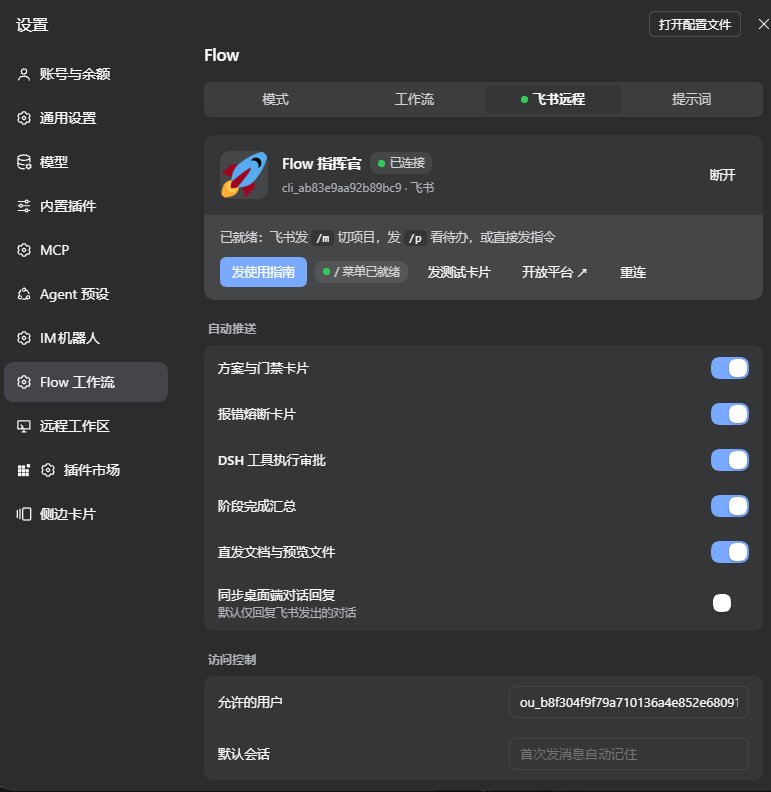 设置
打开配置文件
账号与余额
通用设置
模型
内置插件
MCP
Agent 预设
IM机器人
Flow 工作流
远程工作区
插件市场
侧边卡片
Flow
模式
工作流
飞书远程
提示词
Flow 指挥官
已连接
cli_ab83e9aa92b89bc9 · 飞书
断开
已就绪：飞书发 /m 切项目，发 /p 看待办，或直接发指令
发使用指南
/ 菜单已就绪
发测试卡片
开放平台 ↗
重连
自动推送
方案与门禁卡片
报错熔断卡片
DSH 工具执行审批
阶段完成汇总
直发文档与预览文件
同步桌面端对话回复
默认仅回复飞书发出的对话
访问控制
允许的用户
ou_b8f304f9f79a710136a4e852e68091
默认会话
首次发消息自动记住